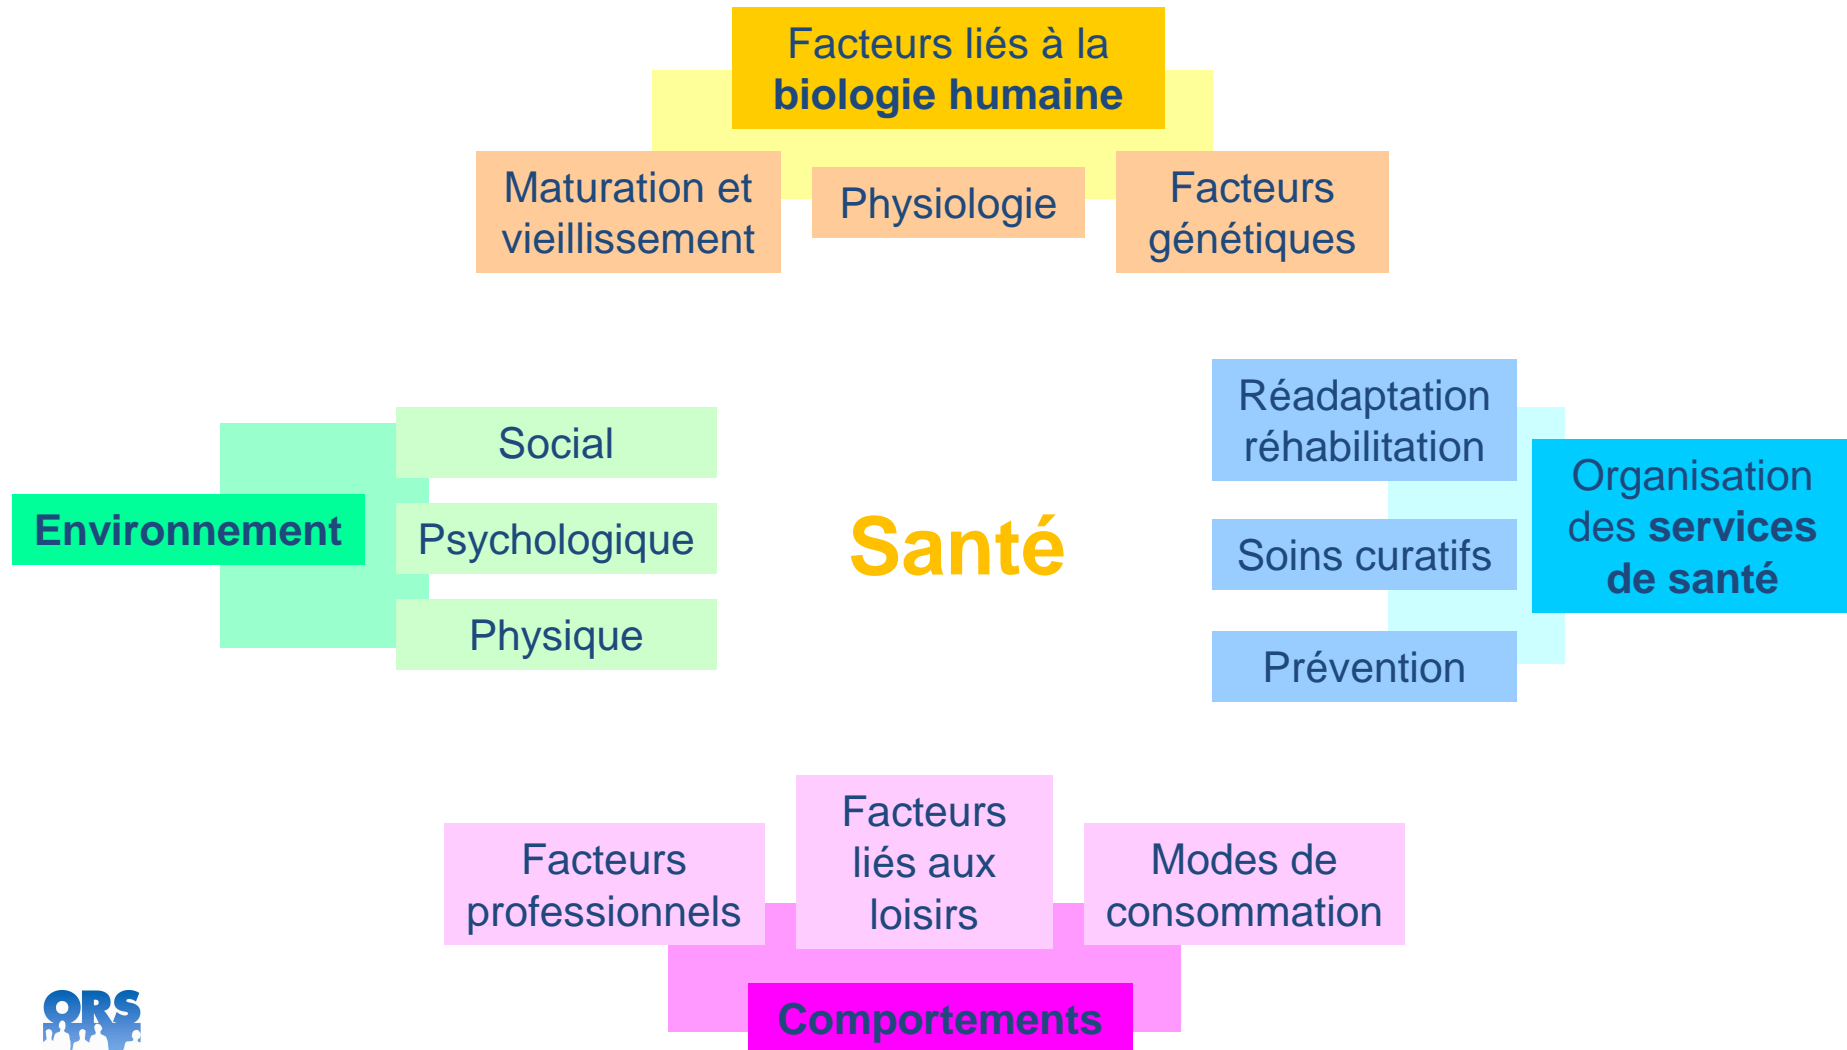 Facteurs liés à la
biologie humaine
Maturation et
vieillissement
Physiologie
Facteurs
génétiques
Environnement
Social
Psychologique
Physique
Santé
Réadaptation
réhabilitation
Soins curatifs
Prévention
Organisation
des services
de santé
Facteurs
professionnels
Facteurs
liés aux
loisirs
Modes de
consommation
Comportements
ORS